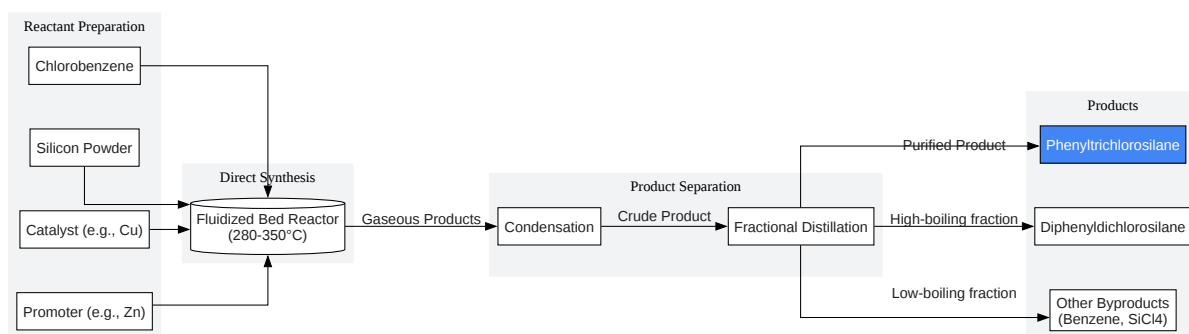 Reactant Preparation
Chlorobenzene
Silicon Powder
Catalyst (e.g., Cu)
Promoter (e.g., Zn)
Direct Synthesis
Fluidized Bed Reactor
(280-350°C)
Gaseous Products
Product Separation
Condensation
Crude Product
Fractional Distillation
Purified Product
High-boiling fraction
Low-boiling fraction
Products
Phenyltrichlorosilane
Diphenyldichlorosilane
Other Byproducts
(Benzene, SiCl4)